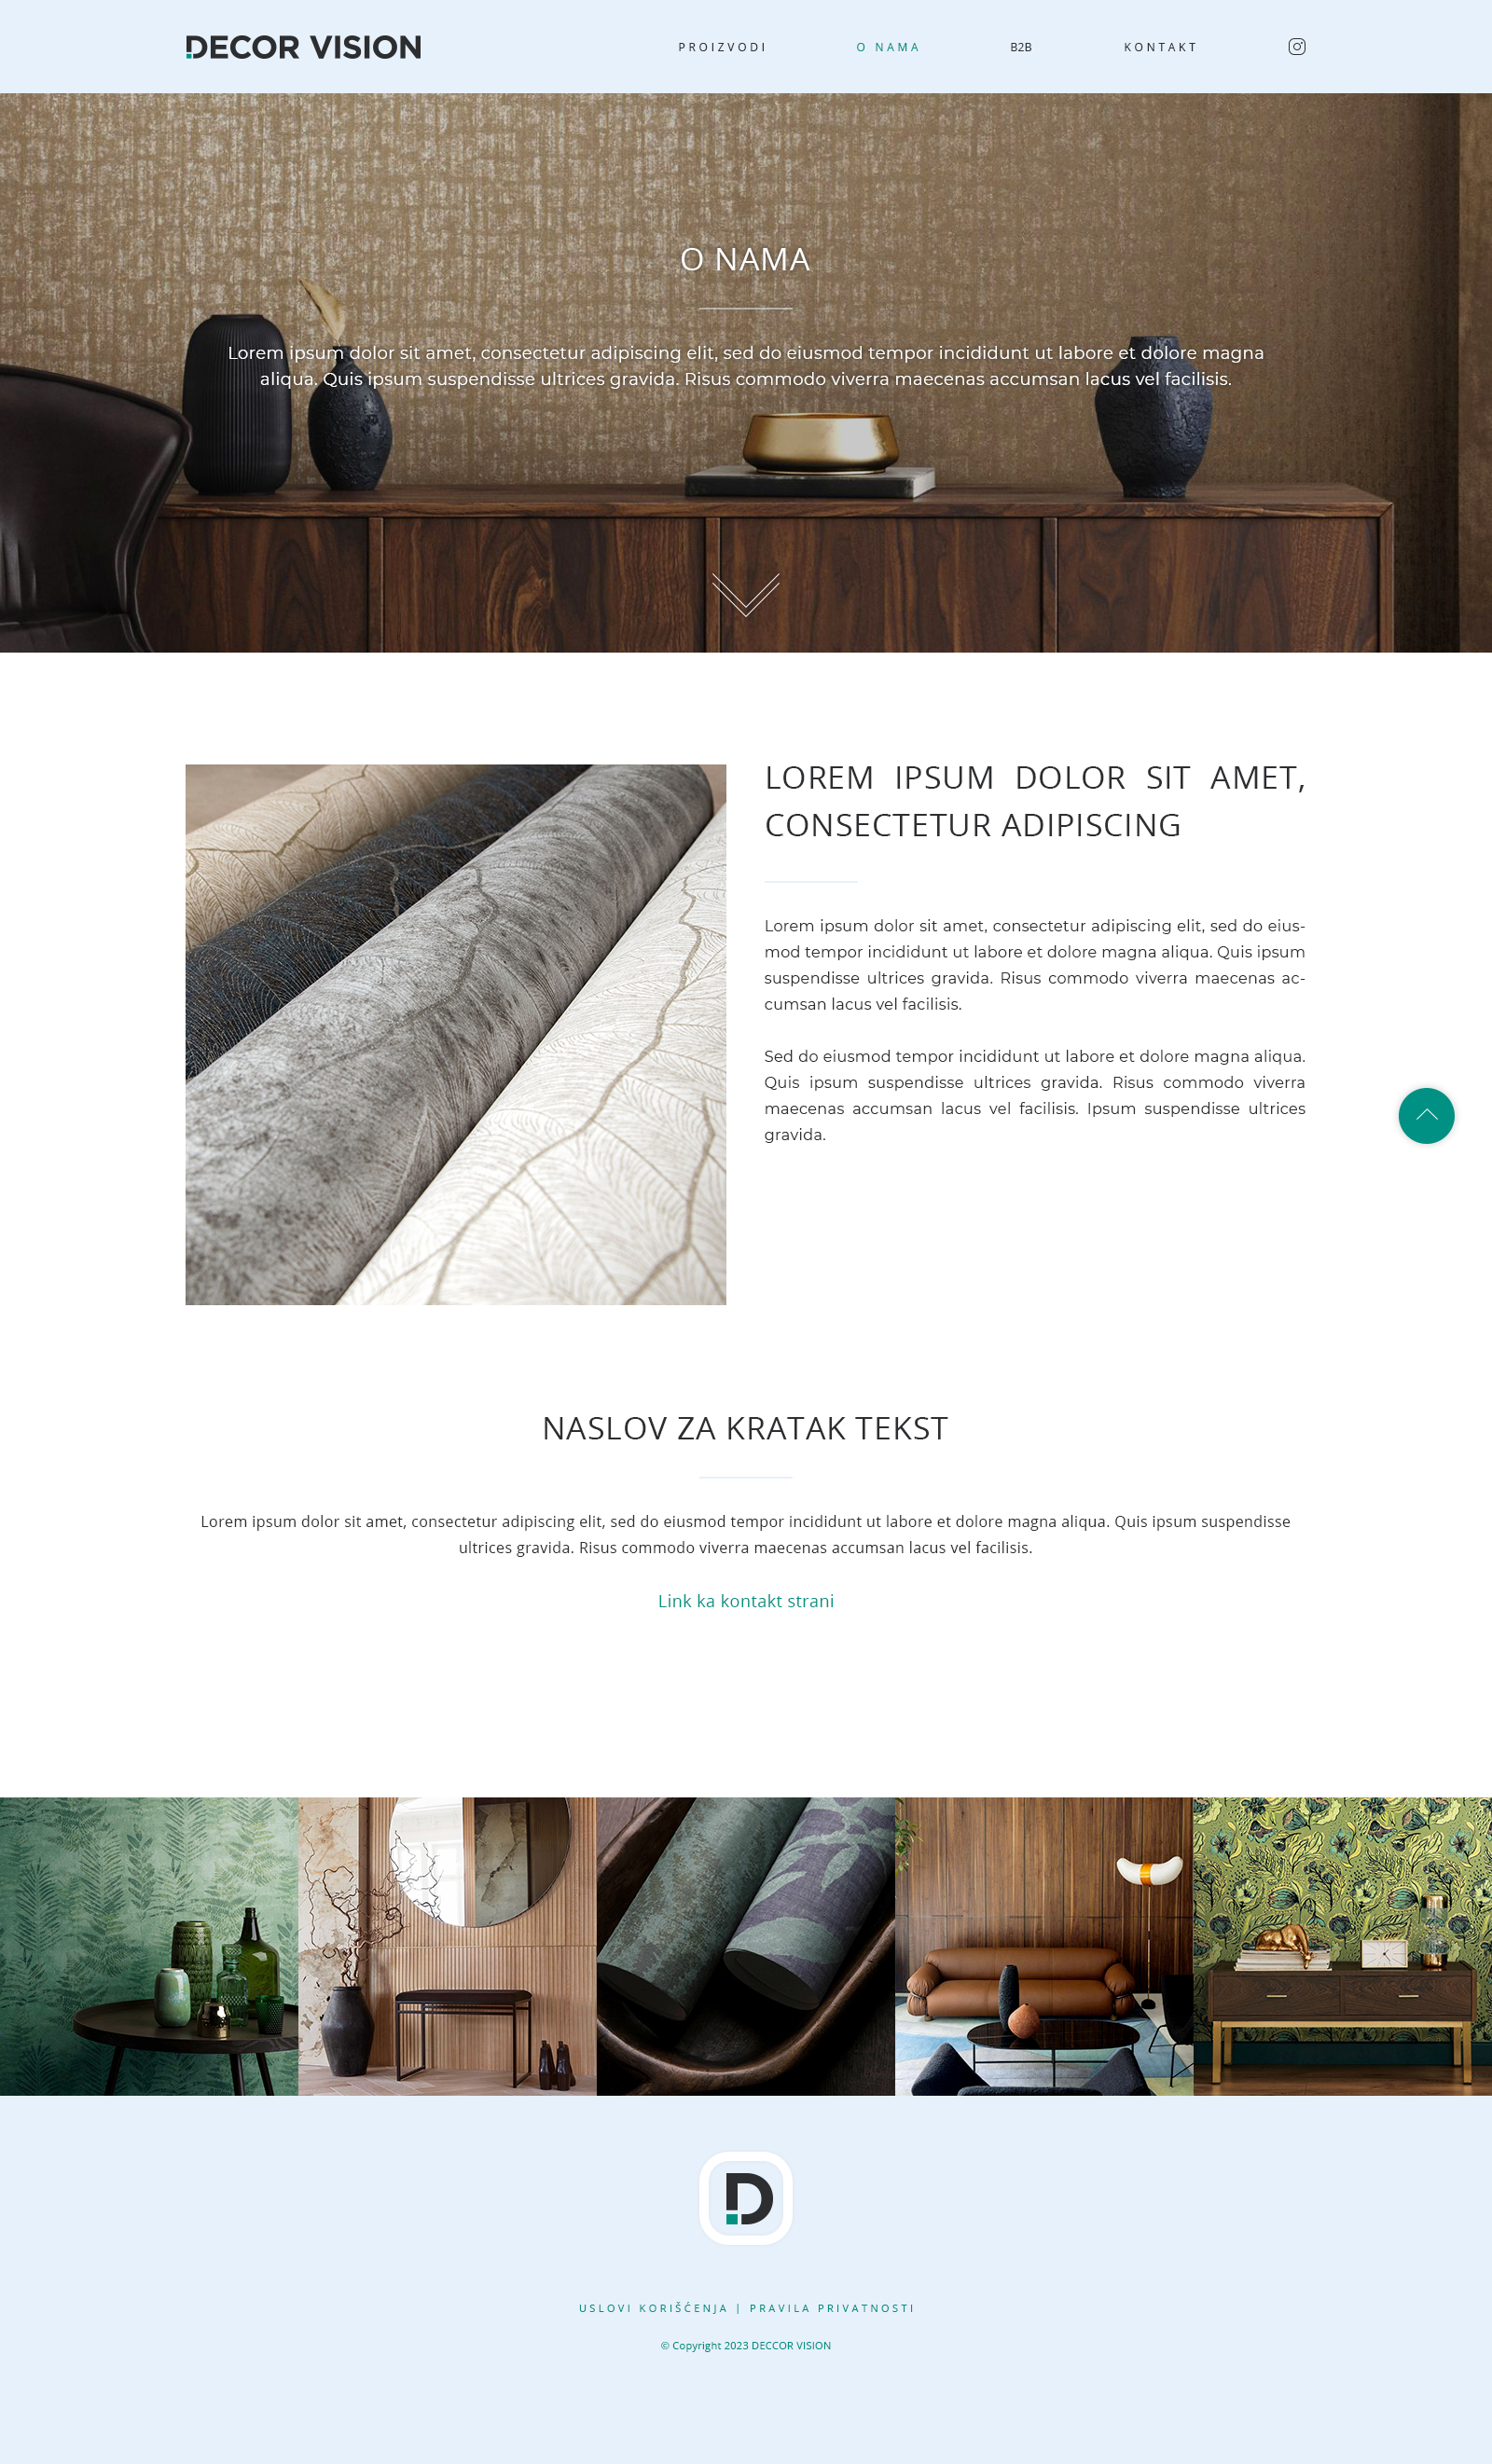 DECOR VISION
PROIZVODI
O NAMA
B2B
KONTAKT
O NAMA
Lorem ipsum dolor sit amet, consectetur adipiscing elit, sed do eiusmod tempor incididunt ut labore et dolore magna
aliqua. Quis ipsum suspendisse ultrices gravida. Risus commodo viverra maecenas accumsan lacus vel facilisis.
LOREM IPSUM DOLOR SIT AMET,
CONSECTETUR ADIPISCING
Lorem ipsum dolor sit amet, consectetur adipiscing elit, sed do eius-
mod tempor incididunt ut labore et dolore magna aliqua. Quis ipsum
suspendisse ultrices gravida. Risus commodo viverra maecenas ac-
cumsan lacus vel facilisis.
Sed do eiusmod tempor incididunt ut labore et dolore magna aliqua.
Quis ipsum suspendisse ultrices gravida. Risus commodo viverra
maecenas accumsan lacus vel facilisis. Ipsum suspendisse ultrices
gravida.
NASLOV ZA KRATAK TEKST
Lorem ipsum dolor sit amet, consectetur adipiscing elit, sed do eiusmod tempor incididunt ut labore et dolore magna aliqua. Quis ipsum suspendisse
ultrices gravida. Risus commodo viverra maecenas accumsan lacus vel facilisis.
Link ka kontakt strani
D
USLOVI KORIŠĆENJA | PRAVILA PRIVATNOSTI
© Copyright 2023 DECCOR VISION